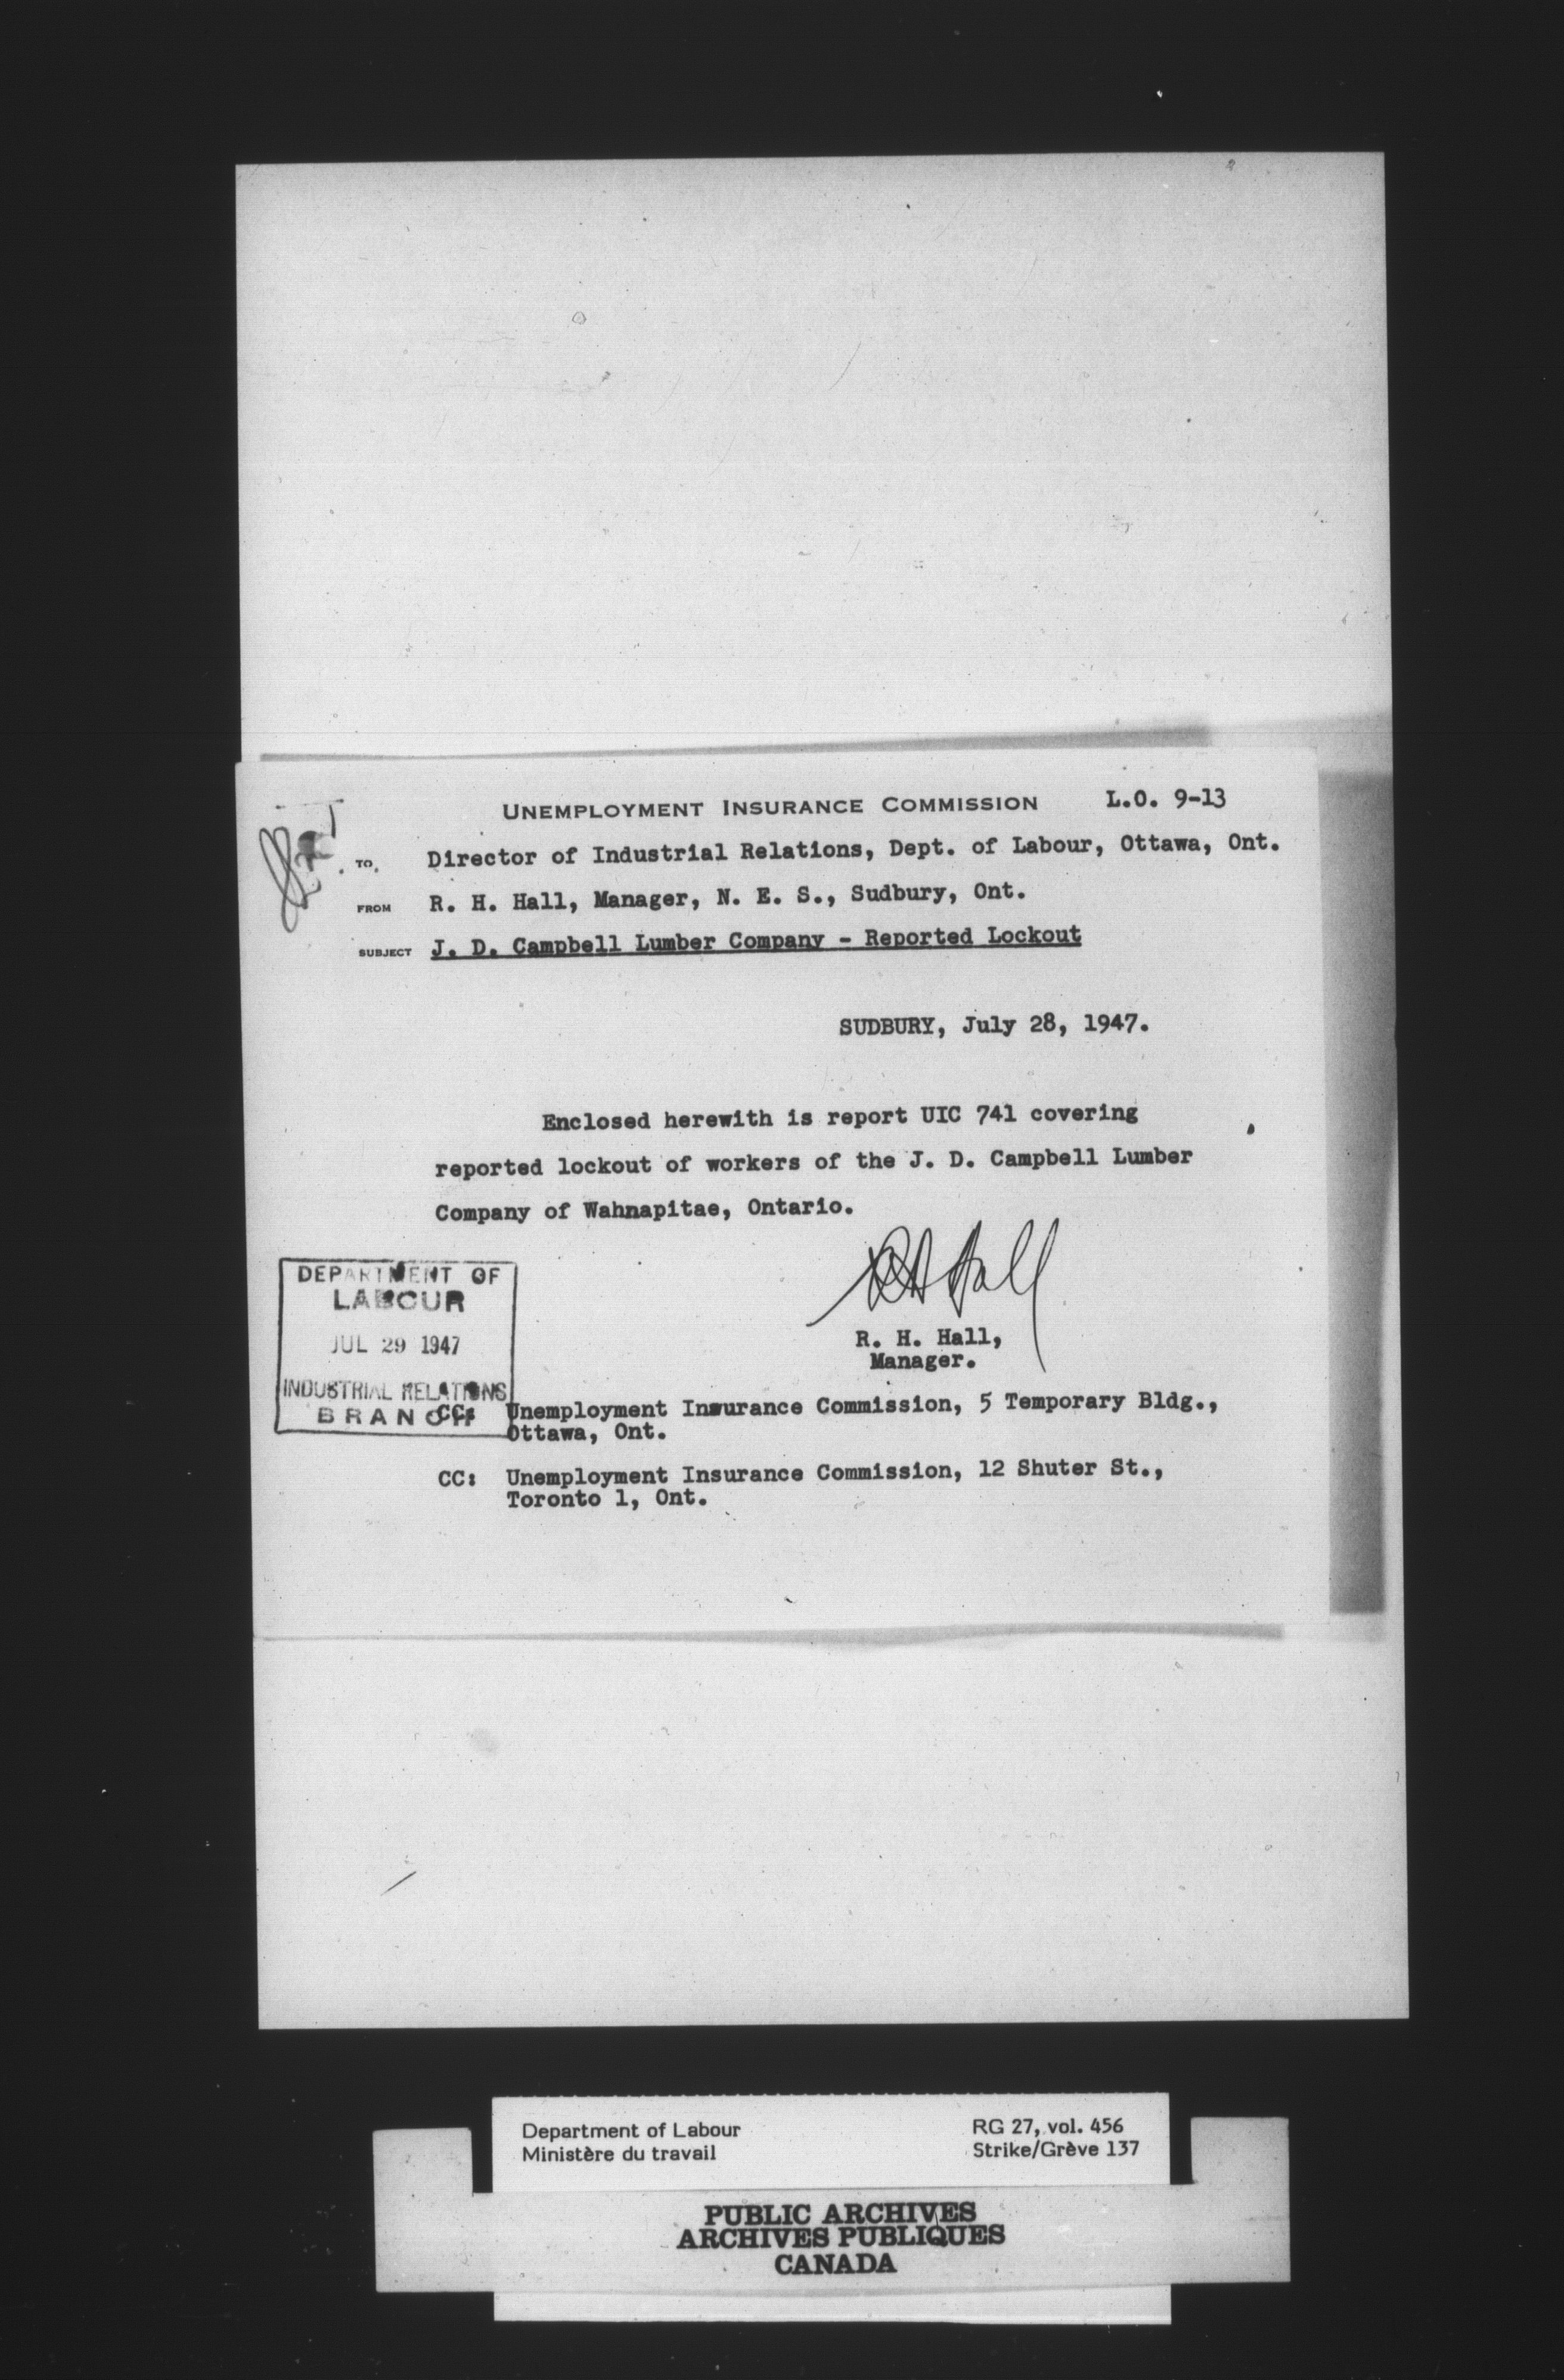 UNEMPLOYMENT INSURANCE COMMISSION L.O. 9-13
TO Director of Industrial Relations, Dept. of Labour, Ottawa, Ont.
FROM R. H. Hall, Manager, N. E. S., Sudbury, Ont.
SUBJECT J. D. Campbell Lumber Company - Reported Lockout
SUDBURY, July 28, 1947.
Enclosed herewith is report UIC 741 covering
reported lockout of workers of the J. D. Campbell Lumber
Company of Wahnapitae, Ontario.
RH Hall
R. H. Hall,
Manager.
DEPARTMENT OF
LABOUR
JUL 29 1947
INDUSTRIAL RELATIONS
BRANCH
CC: Unemployment Inwurance Commission, 5 Temporary Bldg.,
Ottawa, Ont.
CC: Unemployment Insurance Commission, 12 Shuter St.,
Toronto 1, Ont.
Department of Labour RG 27, vol. 456
Ministère du travail Strike/Grève 137
PUBLIC ARCHIVES
ARCHIVES PUBLIQUES
CANADA